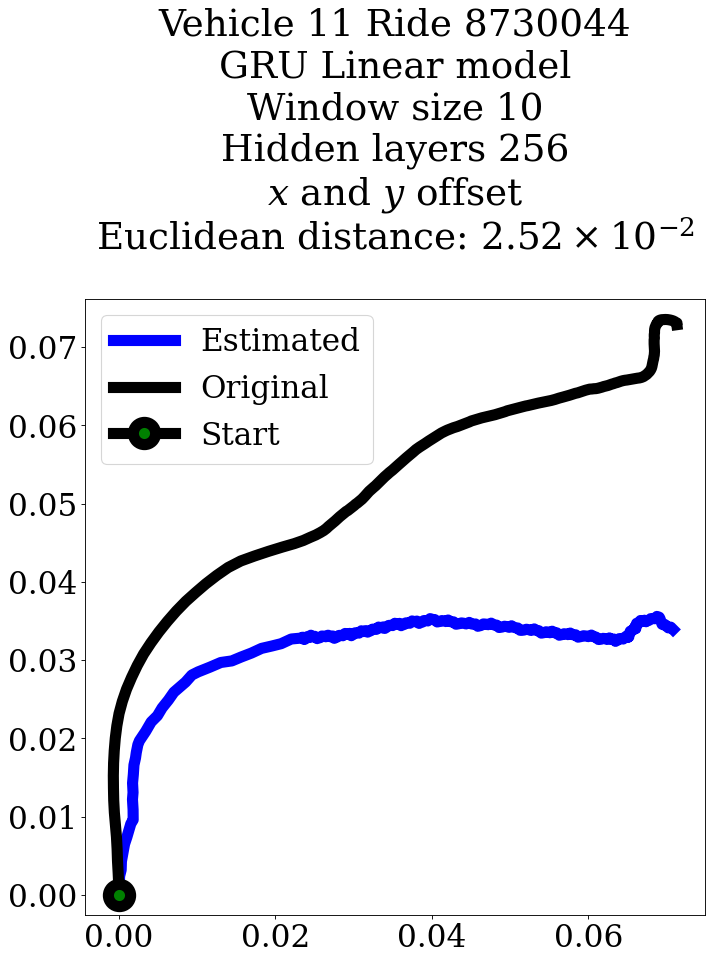 Vehicle 11 Ride 8730044
GRU Linear model
Window size 10
Hidden layers 256
x and y offset
Euclidean distance: 2.52 × 10⁻²
Estimated
Original
Start
0.07
0.06
0.05
0.04
0.03
0.02
0.01
0.00
0.00 0.02 0.04 0.06